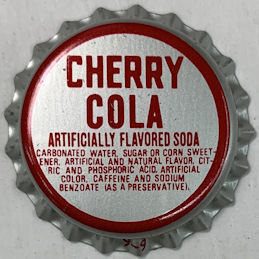 CHERRY
COLA
ARTIFICIALLY FLAVORED SODA
CARBONATED WATER, SUGAR OR CORN SWEET-
ENER, ARTIFICIAL AND NATURAL FLAVOR, CIT-
RIC AND PHOSPHORIC ACID, ARTIFICIAL
COLOR, CAFFEINE AND SODIUM
BENZOATE (AS A PRESERVATIVE).